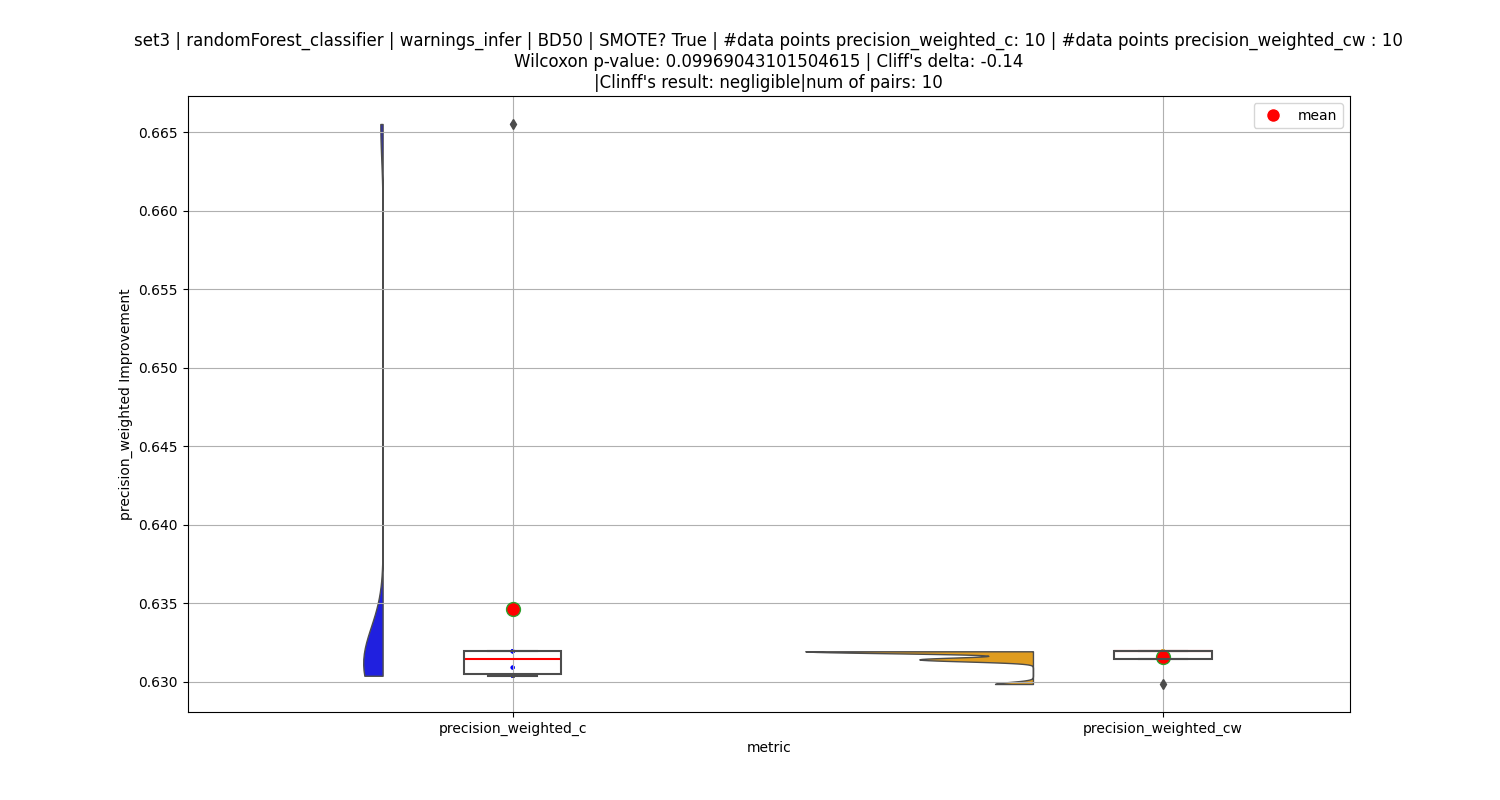 set3 | randomForest_classifier | warnings_infer | BD50 | SMOTE? True | #data points precision_weighted_c: 10 | #data points precision_weighted_cw : 10
Wilcoxon p-value: 0.09969043101504615 | Cliff's delta: -0.14
|Clinff's result: negligible|num of pairs: 10
mean
0.665
0.660
0.655
0.650
0.645
0.640
0.635
0.630
precision_weighted Improvement
precision_weighted_c
precision_weighted_cw
metric